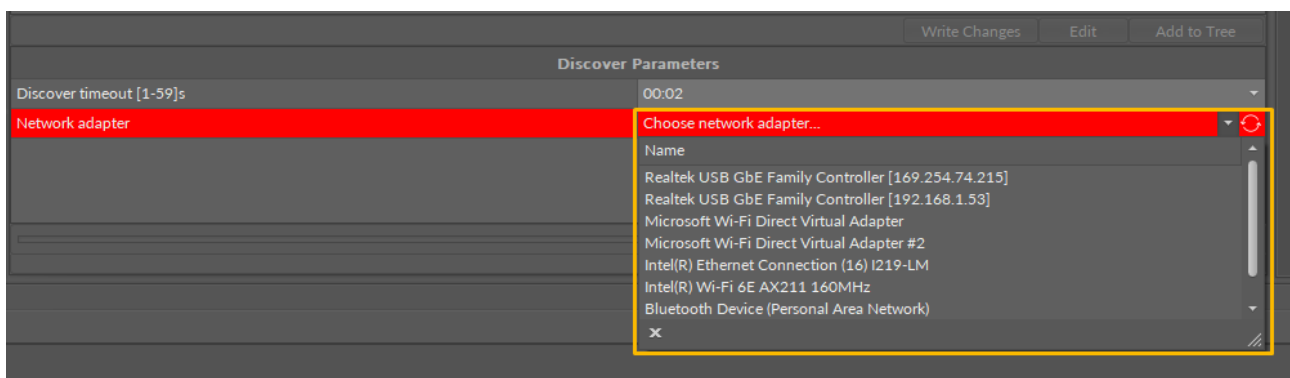 Write Changes Edit Add to Tree
Discover Parameters
Discover timeout [1-59]s 00:02
Network adapter Choose network adapter...
Name
Realtek USB GbE Family Controller [169.254.74.215]
Realtek USB GbE Family Controller [192.168.1.53]
Microsoft Wi-Fi Direct Virtual Adapter
Microsoft Wi-Fi Direct Virtual Adapter #2
Intel(R) Ethernet Connection (16) I219-LM
Intel(R) Wi-Fi 6E AX211 160MHz
Bluetooth Device (Personal Area Network)